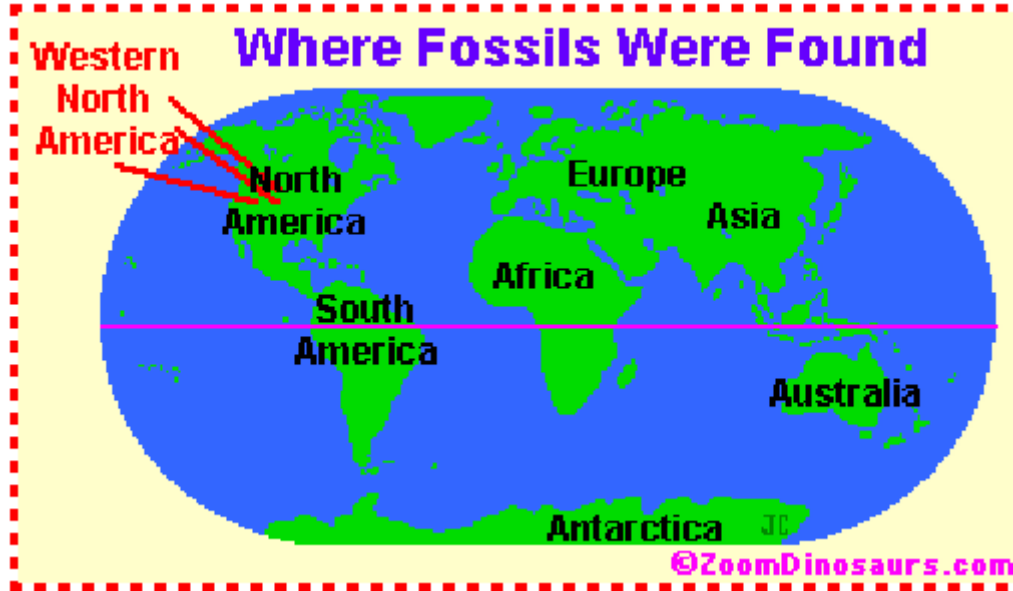 Where Fossils Were Found
Western
North
America
North
America
Europe
Asia
Africa
South
America
Australia
Antarctica
JC
©ZoomDinosaurs.com